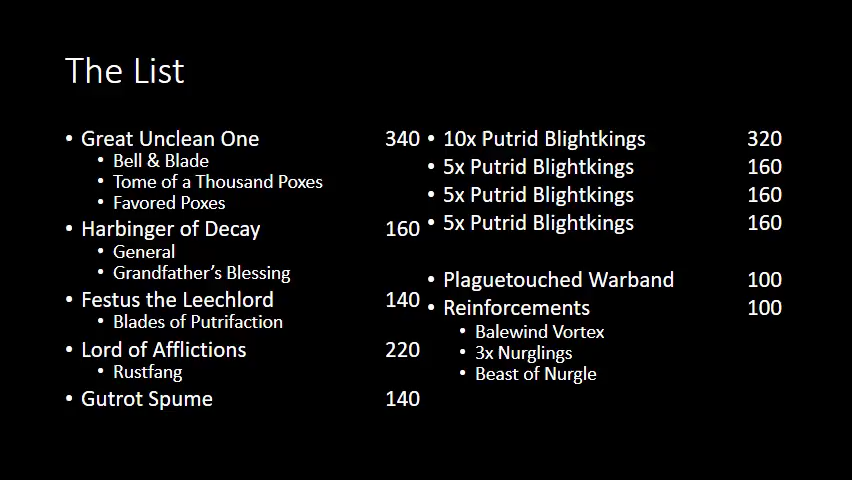 The List
• Great Unclean One 340
• Bell & Blade
• Tome of a Thousand Poxes
• Favored Poxes
• Harbinger of Decay 160
• General
• Grandfather's Blessing
• Festus the Leechlord 140
• Blades of Putrifaction
• Lord of Afflictions 220
• Rustfang
• Gutrot Spume 140
• 10x Putrid Blightkings 320
• 5x Putrid Blightkings 160
• 5x Putrid Blightkings 160
• 5x Putrid Blightkings 160
• Plaguetouched Warband 100
• Reinforcements 100
• Balewind Vortex
• 3x Nurglings
• Beast of Nurgle